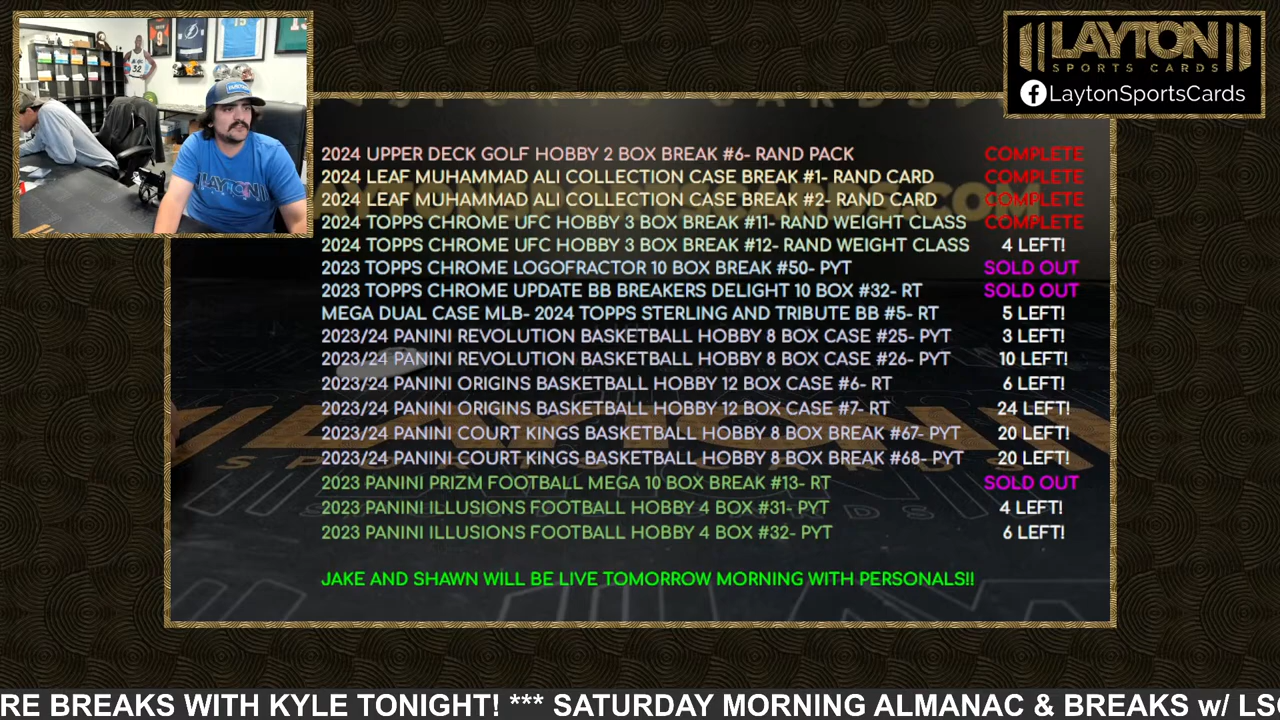 LAYTON
SPORTS CARDS
LaytonSportsCards
2024 UPPER DECK GOLF HOBBY 2 BOX BREAK #6- RAND PACK COMPLETE
2024 LEAF MUHAMMAD ALI COLLECTION CASE BREAK #1- RAND CARD COMPLETE
2024 LEAF MUHAMMAD ALI COLLECTION CASE BREAK #2- RAND CARD COMPLETE
2024 TOPPS CHROME UFC HOBBY 3 BOX BREAK #11- RAND WEIGHT CLASS COMPLETE
2024 TOPPS CHROME UFC HOBBY 3 BOX BREAK #12- RAND WEIGHT CLASS 4 LEFT!
2023 TOPPS CHROME LOGOFRACTOR 10 BOX BREAK #50- PYT SOLD OUT
2023 TOPPS CHROME UPDATE BB BREAKERS DELIGHT 10 BOX #32- RT SOLD OUT
MEGA DUAL CASE MLB- 2024 TOPPS STERLING AND TRIBUTE BB #5- RT 5 LEFT!
2023/24 PANINI REVOLUTION BASKETBALL HOBBY 8 BOX CASE #25- PYT 3 LEFT!
2023/24 PANINI REVOLUTION BASKETBALL HOBBY 8 BOX CASE #26- PYT 10 LEFT!
2023/24 PANINI ORIGINS BASKETBALL HOBBY 12 BOX CASE #6- RT 6 LEFT!
2023/24 PANINI ORIGINS BASKETBALL HOBBY 12 BOX CASE #7- RT 24 LEFT!
2023/24 PANINI COURT KINGS BASKETBALL HOBBY 8 BOX BREAK #67- PYT 20 LEFT!
2023/24 PANINI COURT KINGS BASKETBALL HOBBY 8 BOX BREAK #68- PYT 20 LEFT!
2023 PANINI PRIZM FOOTBALL MEGA 10 BOX BREAK #13- RT SOLD OUT
2023 PANINI ILLUSIONS FOOTBALL HOBBY 4 BOX #31- PYT 4 LEFT!
2023 PANINI ILLUSIONS FOOTBALL HOBBY 4 BOX #32- PYT 6 LEFT!
JAKE AND SHAWN WILL BE LIVE TOMORROW MORNING WITH PERSONALS!!
RE BREAKS WITH KYLE TONIGHT! *** SATURDAY MORNING ALMANAC & BREAKS w/ LSC